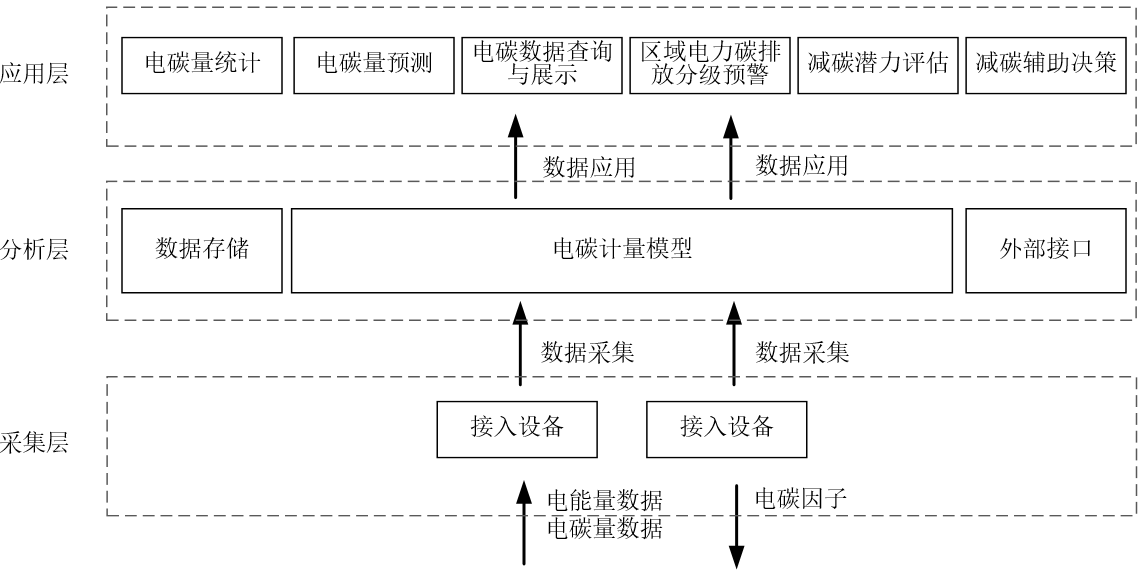 应用层
电碳量统计
电碳量预测
电碳数据查询
与展示
区域电力碳排
放分级预警
减碳潜力评估
减碳辅助决策
数据应用
数据应用
分析层
数据存储
电碳计量模型
外部接口
数据采集
数据采集
采集层
接入设备
接入设备
电能量数据
电碳量数据
电碳因子